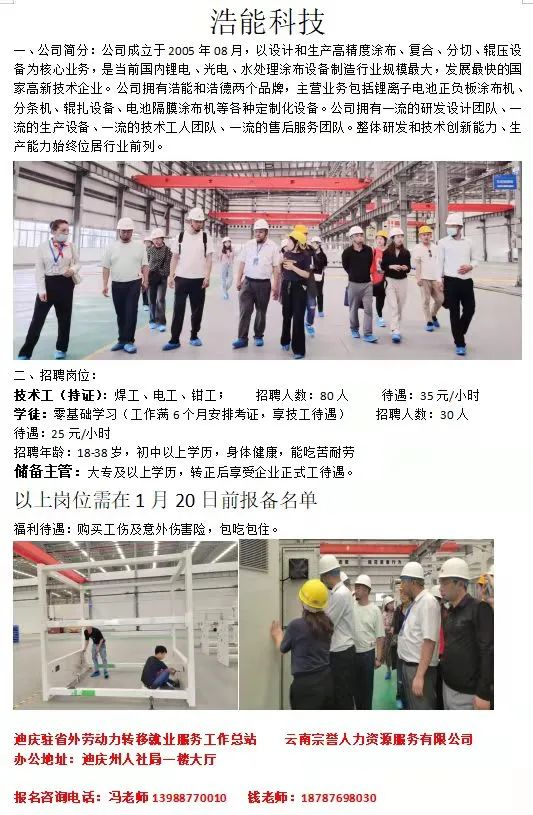 浩能科技
一、公司简分：公司成立于 2005 年 08 月，以设计和生产高精度涂布、复合、分切、辊压设
备为核心业务，是当前国内锂电、光电、水处理涂布设备制造行业规模最大，发展最快的国
家高新技术企业。公司拥有浩能和浩德两个品牌，主营业务包括锂离子电池正负板涂布机、
分条机、辊扎设备、电池隔膜涂布机等各种定制化设备。公司拥有一流的研发设计团队、一
流的生产设备、一流的技术工人团队、一流的售后服务团队。整体研发和技术创新能力、生
产能力始终位居行业前列。
二、招聘岗位：
技术工（持证）：焊工、电工、钳工； 招聘人数：80 人 待遇：35 元/小时
学徒：零基础学习（工作满 6 个月安排考证，享技工待遇） 招聘人数：30 人
待遇：25 元/小时
招聘年龄：18-38 岁，初中以上学历，身体健康，能吃苦耐劳
储备主管：大专及以上学历，转正后享受企业正式工待遇。
以上岗位需在 1 月 20 日前报备名单
福利待遇：购买工伤及意外伤害险，包吃包住。
迪庆驻省外劳动力转移就业服务工作总站 云南宗誉人力资源服务有限公司
办公地址：迪庆州人社局一楼大厅
报名咨询电话：冯老师 13988770010 钱老师：18787698030